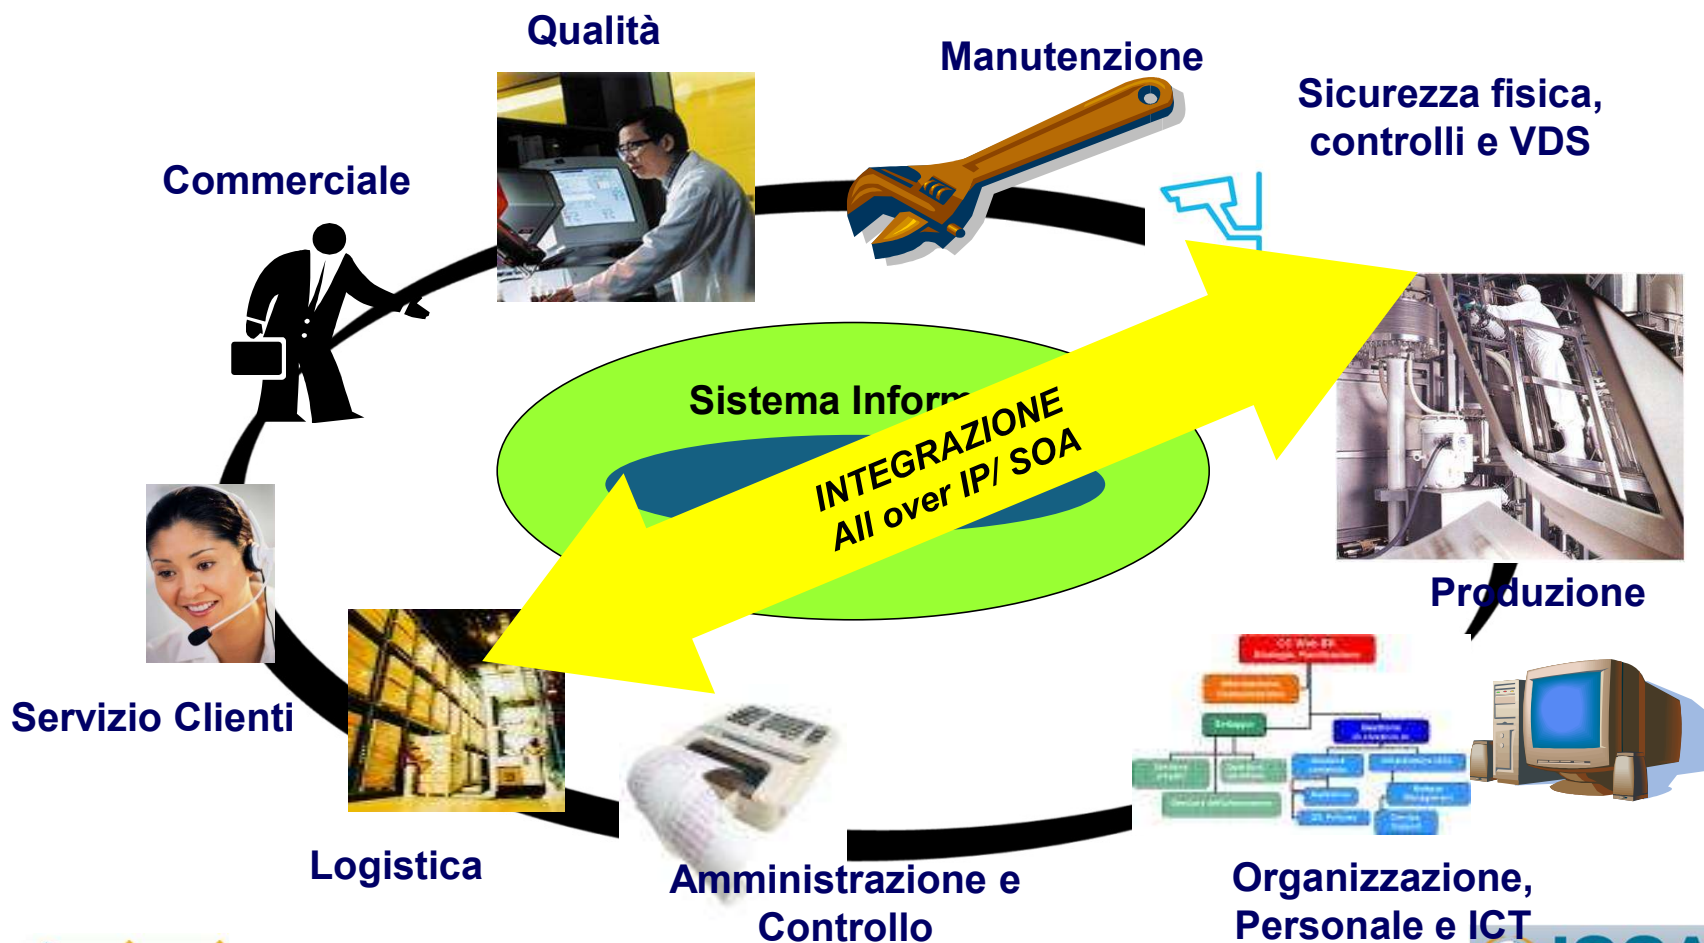 Qualità
Manutenzione
Sicurezza fisica,
controlli e VDS
Commerciale
Sistema Inform
INTEGRAZIONE
All over IP/ SOA
Produzione
Servizio Clienti
Logistica
Amministrazione e
Controllo
Organizzazione,
Personale e ICT